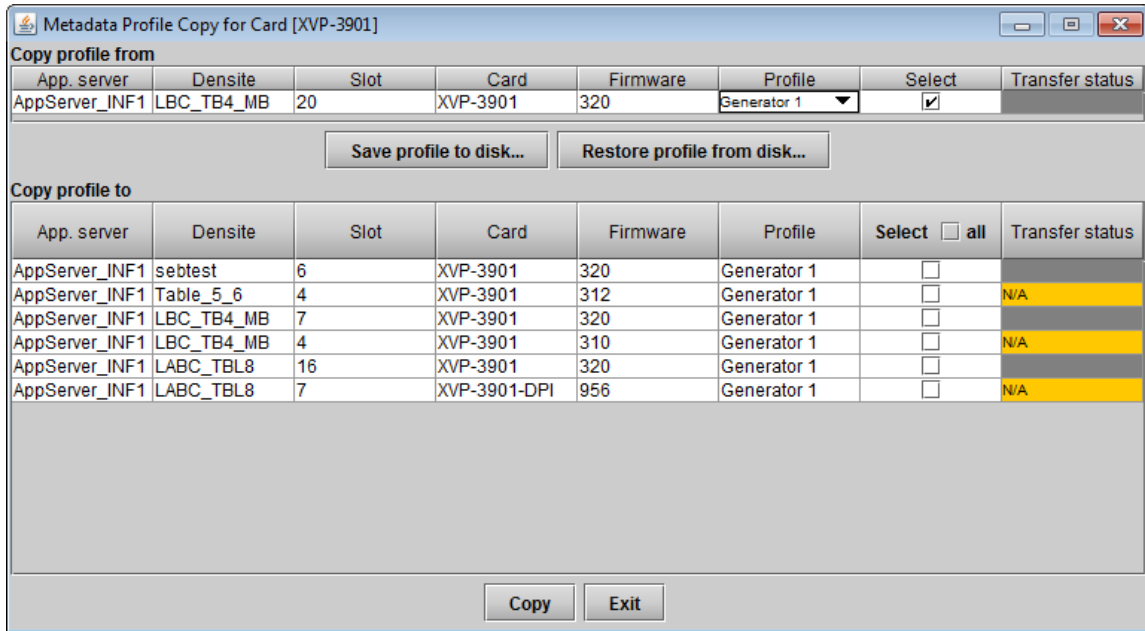 Metadata Profile Copy for Card [XVP-3901]
Copy profile from
App. server Densite Slot Card Firmware Profile Select Transfer status
AppServer_INF1 LBC_TB4_MB 20 XVP-3901 320 Generator 1
Save profile to disk... Restore profile from disk...
Copy profile to
App. server Densite Slot Card Firmware Profile Select all Transfer status
AppServer_INF1 sebtest 6 XVP-3901 320 Generator 1
AppServer_INF1 Table_5_6 4 XVP-3901 312 Generator 1 N/A
AppServer_INF1 LBC_TB4_MB 7 XVP-3901 320 Generator 1
AppServer_INF1 LBC_TB4_MB 4 XVP-3901 310 Generator 1 N/A
AppServer_INF1 LABC_TBL8 16 XVP-3901 320 Generator 1
AppServer_INF1 LABC_TBL8 7 XVP-3901-DPI 956 Generator 1 N/A
Copy Exit